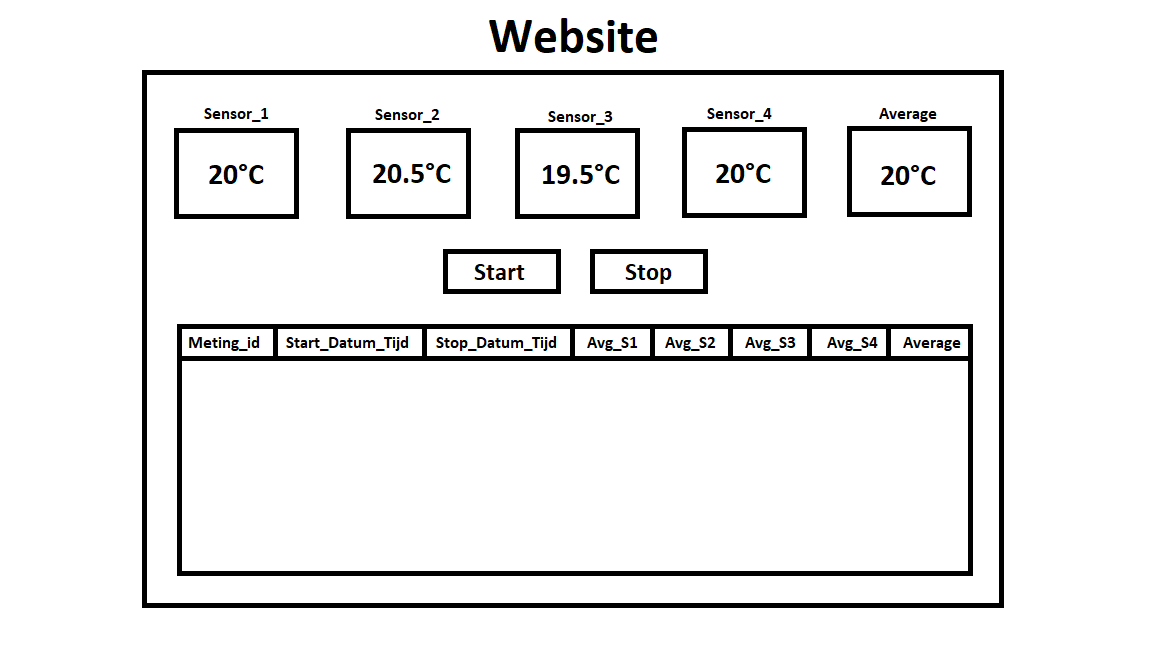 Website
Sensor_1 Sensor_2 Sensor_3 Sensor_4 Average
20°C 20.5°C 19.5°C 20°C 20°C
Start Stop
Meting_id Start_Datum_Tijd Stop_Datum_Tijd Avg_S1 Avg_S2 Avg_S3 Avg_S4 Average